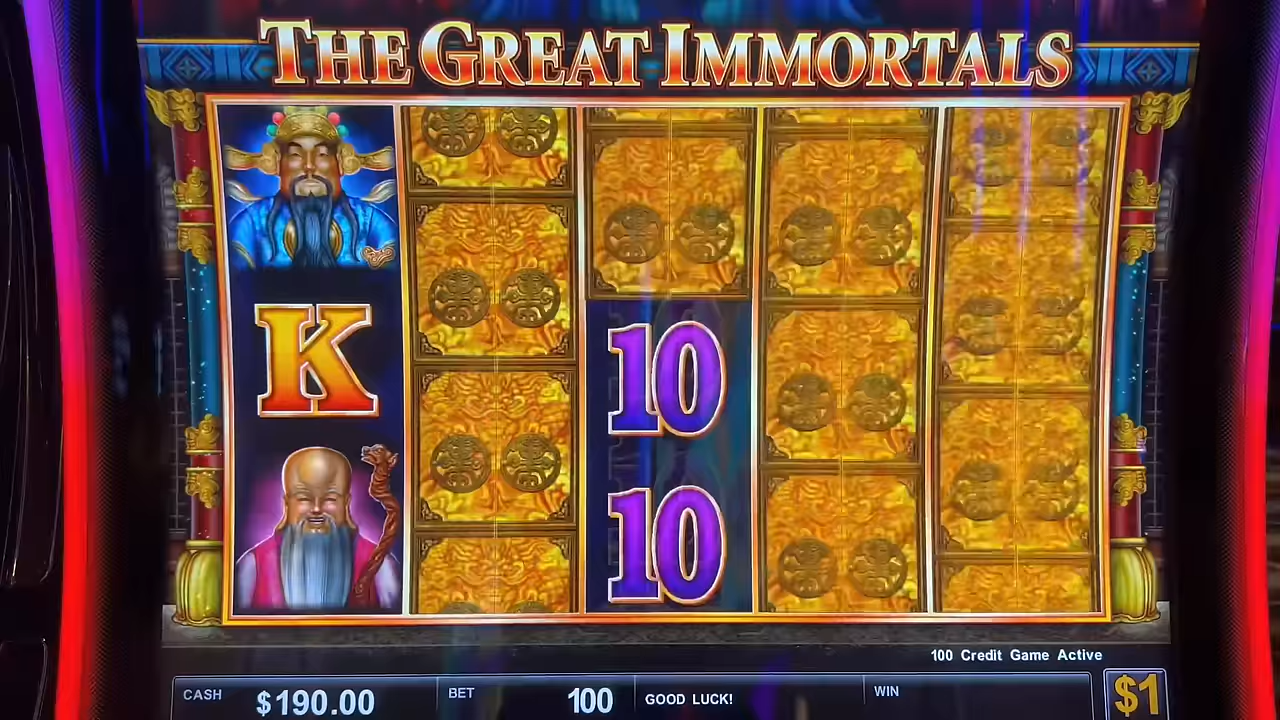 THE GREAT IMMORTALS
K
10
10
100 Credit Game Active
CASH $190.00 BET 100 GOOD LUCK! WIN $1